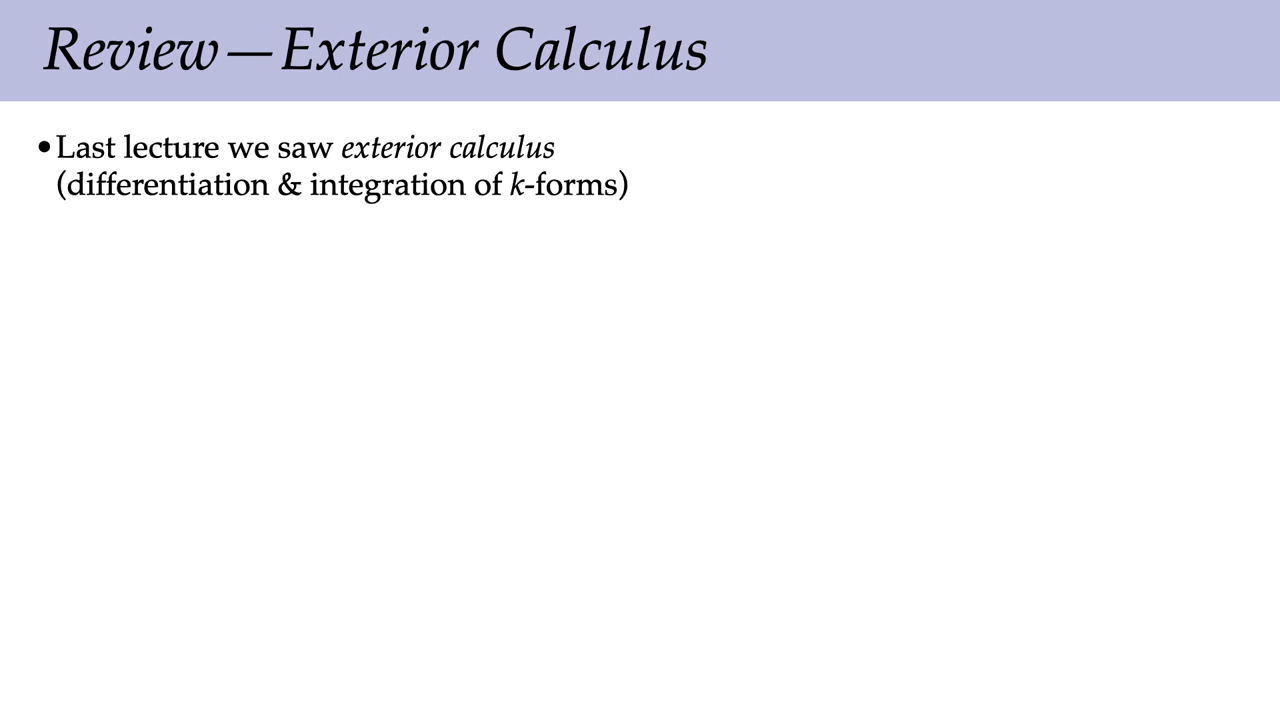 Review—Exterior Calculus
•Last lecture we saw exterior calculus
(differentiation & integration of k-forms)